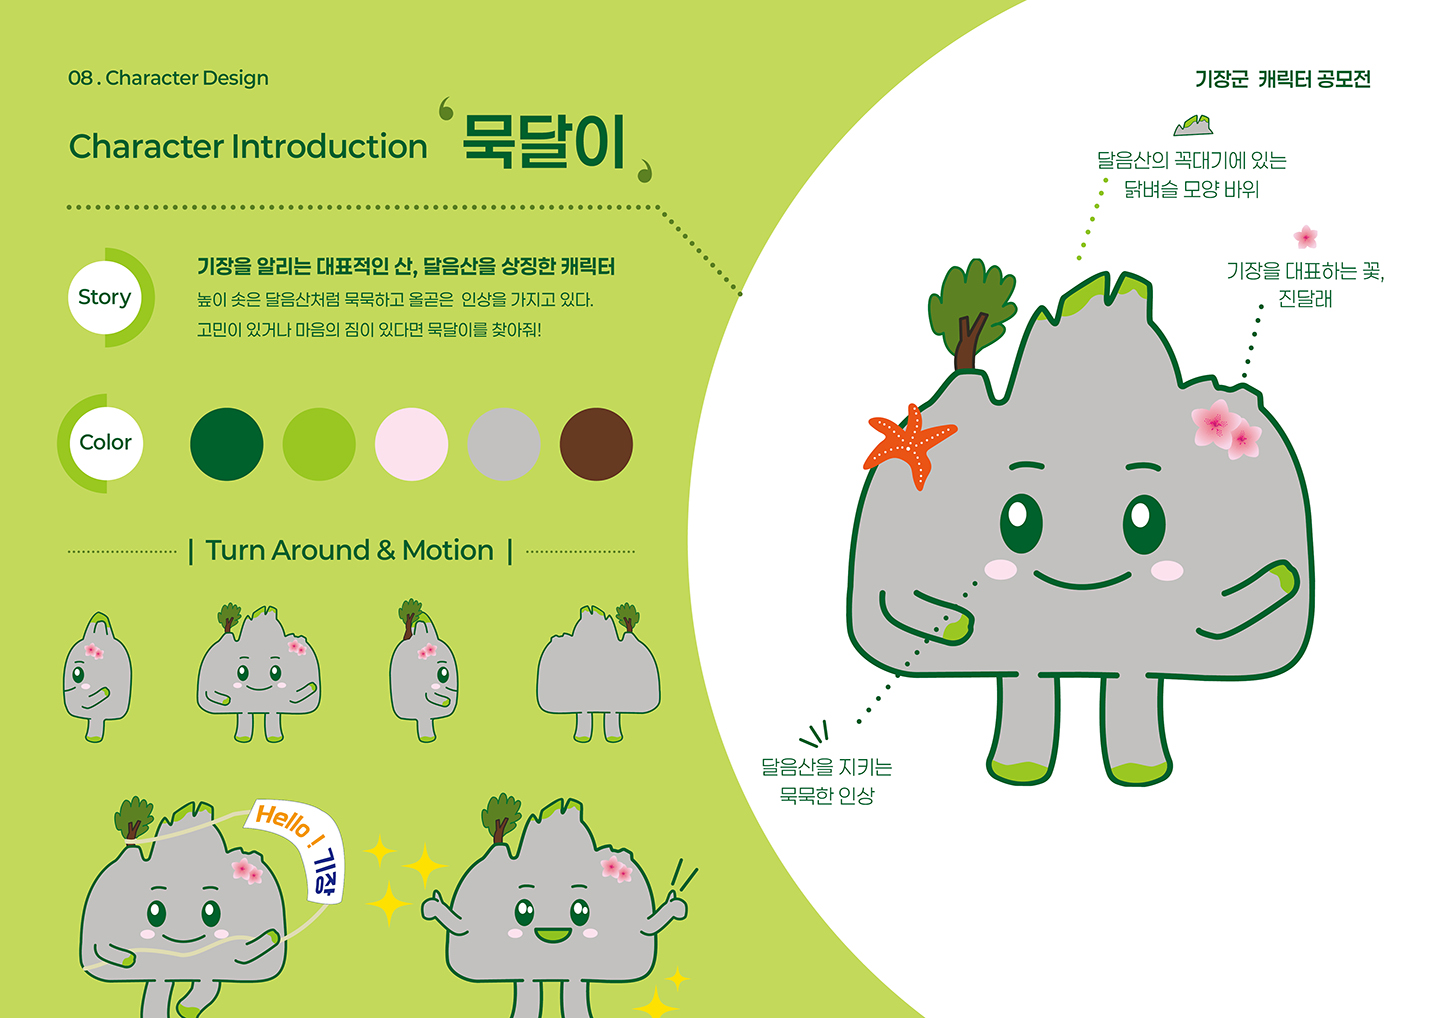 08 . Character Design
기장군 캐릭터 공모전
Character Introduction ‘묵달이’
달음산의 꼭대기에 있는
닭벼슬 모양 바위
기장을 대표하는 꽃,
진달래
Story
기장을 알리는 대표적인 산, 달음산을 상징한 캐릭터
높이 솟은 달음산처럼 묵묵하고 올곧은 인상을 가지고 있다.
고민이 있거나 마음의 짐이 있다면 묵달이를 찾아줘!
Color
| Turn Around & Motion |
달음산을 지키는
묵묵한 인상
Hello ! 기장